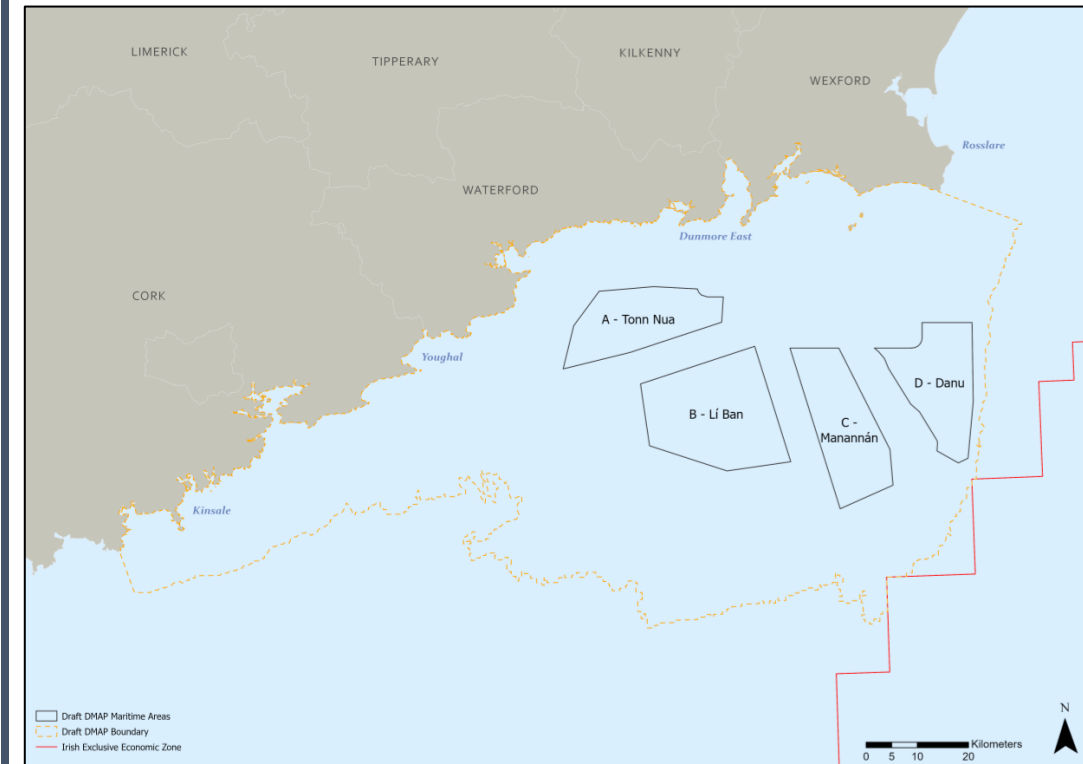 LIMERICK
TIPPERARY
KILKENNY
WEXFORD
Rosslare
WATERFORD
Dunmore East
CORK
A - Tonn Nua
Youghal
D - Danu
B - Lí Ban
C -
Manannán
Kinsale
N
Draft DMAP Maritime Areas
Draft DMAP Boundary
Irish Exclusive Economic Zone
Kilometers
0 5 10 20